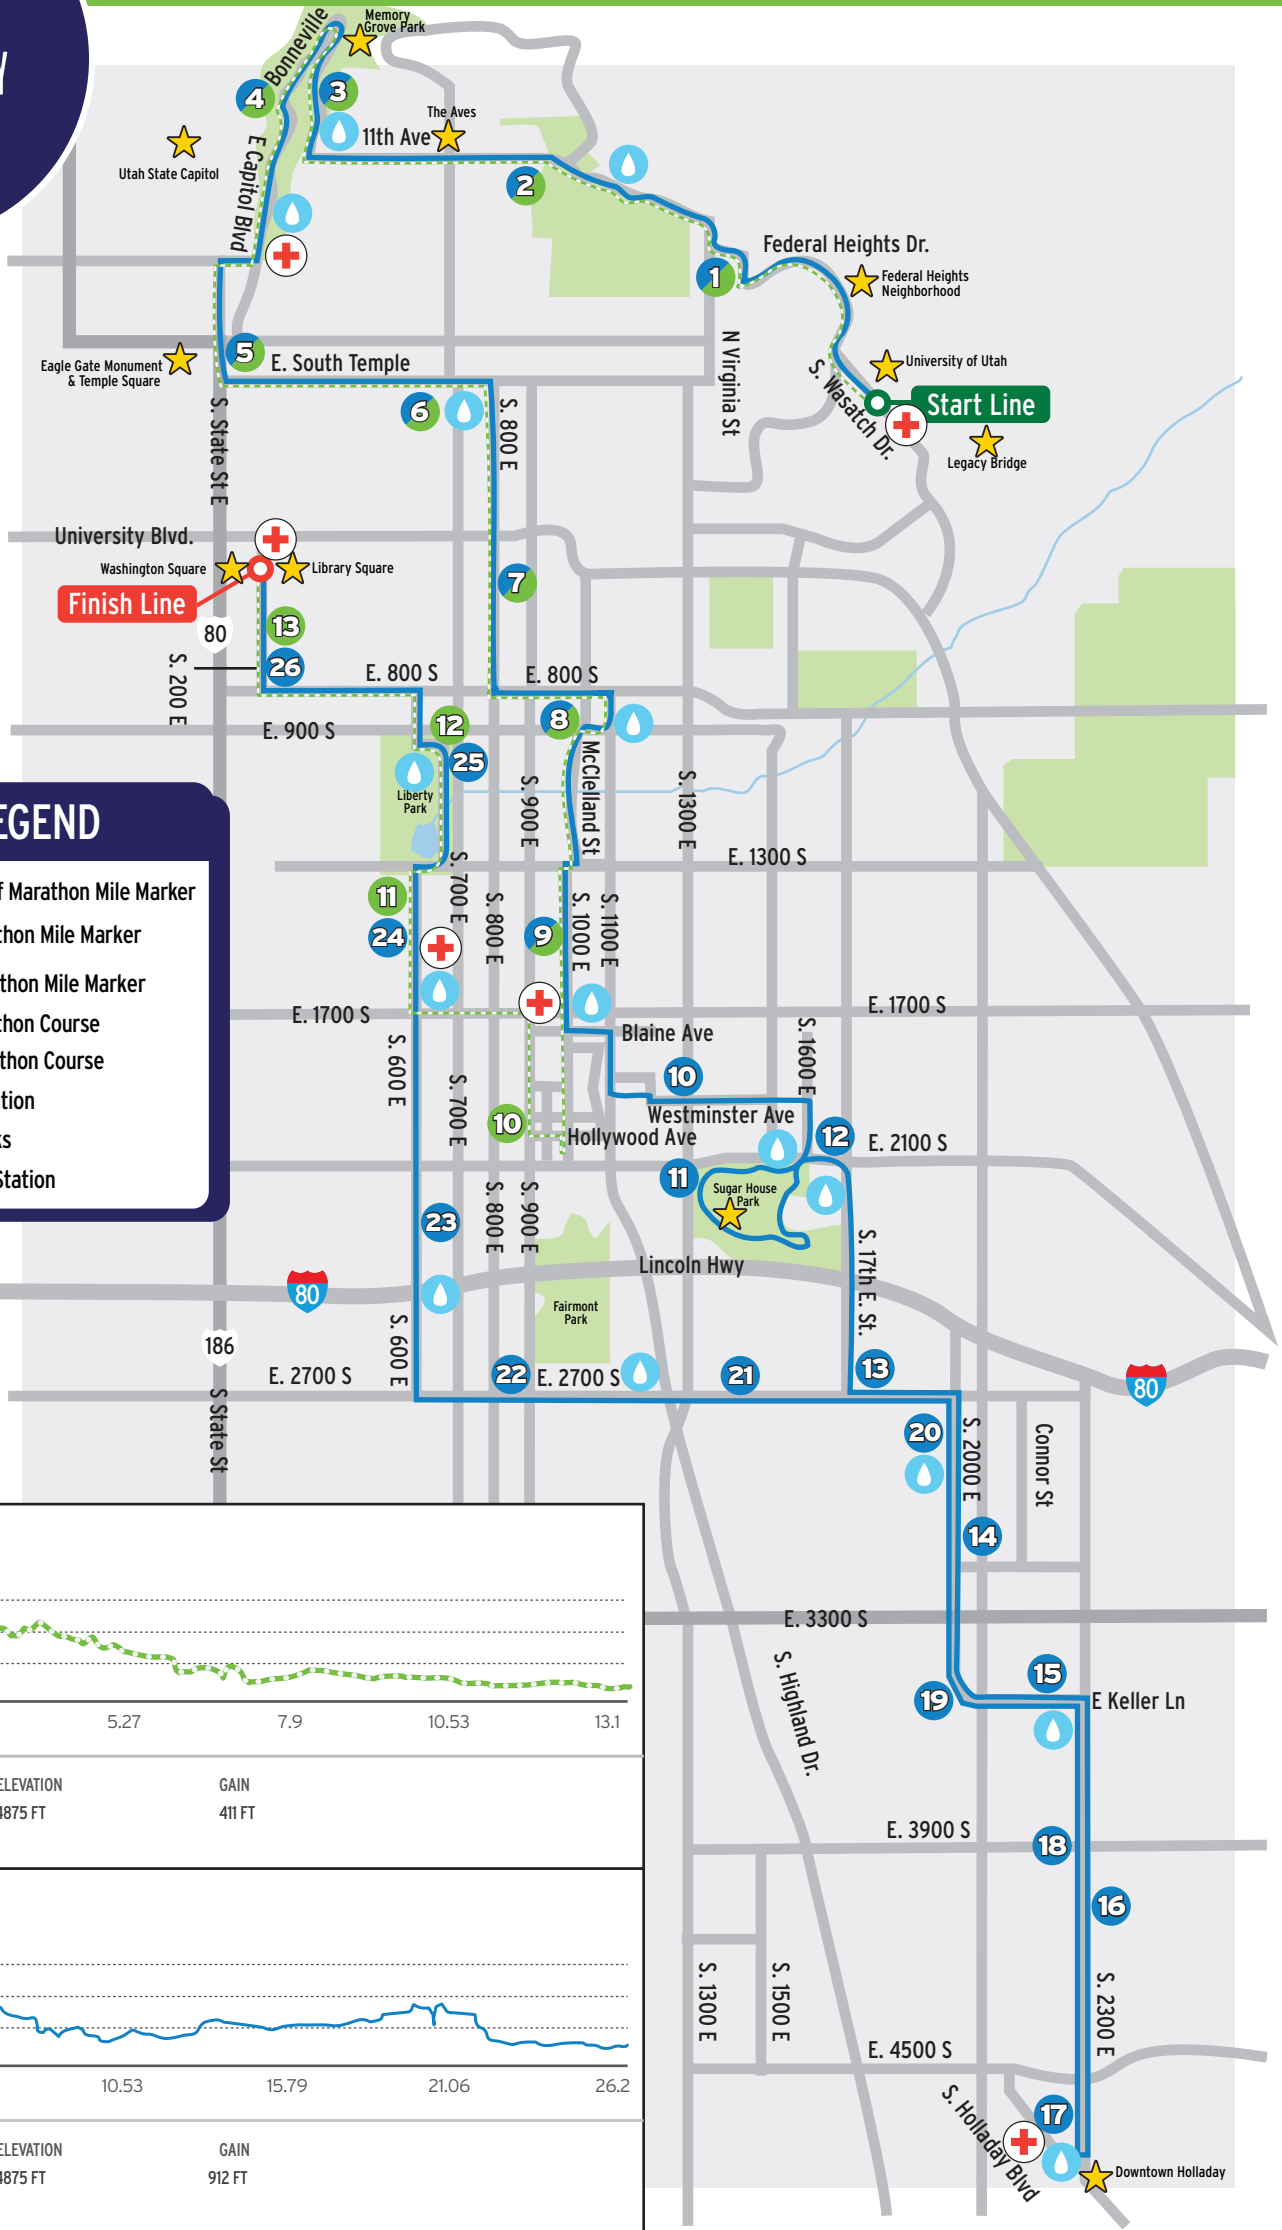 Y
Memory
Grove Park
Bonneville
4
3
The Aves
11th Ave
Utah State Capitol
E Capitol Blvd
2
Federal Heights Dr.
1
Federal Heights
Neighborhood
N Virginia St
5
E. South Temple
Eagle Gate Monument
& Temple Square
University of Utah
S. Wasatch Dr.
Start Line
Legacy Bridge
6
S. 800 E
S. State St E
University Blvd.
Washington Square
Library Square
Finish Line
7
80
13
26
S. 200 E
E. 800 S
E. 800 S
8
12
E. 900 S
25
McClelland St
Liberty
Park
S. 900 E
S. 1300 E
E. 1300 S
EGEND
f Marathon Mile Marker
thon Mile Marker
thon Mile Marker
thon Course
thon Course
tion
ks
Station
11
24
S. 700 E
S. 800 E
9
S. 1000 E
S. 1100 E
E. 1700 S
E. 1700 S
Blaine Ave
S. 600 E
S. 700 E
10
S. 1600 E
Westminster Ave
10
Hollywood Ave
12
E. 2100 S
11
Sugar House
Park
23
S. 800 E
S. 900 E
S. 17th E. St.
Lincoln Hwy
80
Fairmont
Park
186
S. 600 E
E. 2700 S
22
E. 2700 S
21
13
80
S State St
20
S. 2000 E
Connor St
14
E. 3300 S
15
19
E Keller Ln
S. Highland Dr.
5.27
7.9
10.53
13.1
ELEVATION
GAIN
4875 FT
411 FT
E. 3900 S
18
16
S. 1300 E
S. 1500 E
S. 2300 E
E. 4500 S
10.53
15.79
21.06
26.2
17
S. Holladay Blvd
Downtown Holladay
ELEVATION
GAIN
4875 FT
912 FT